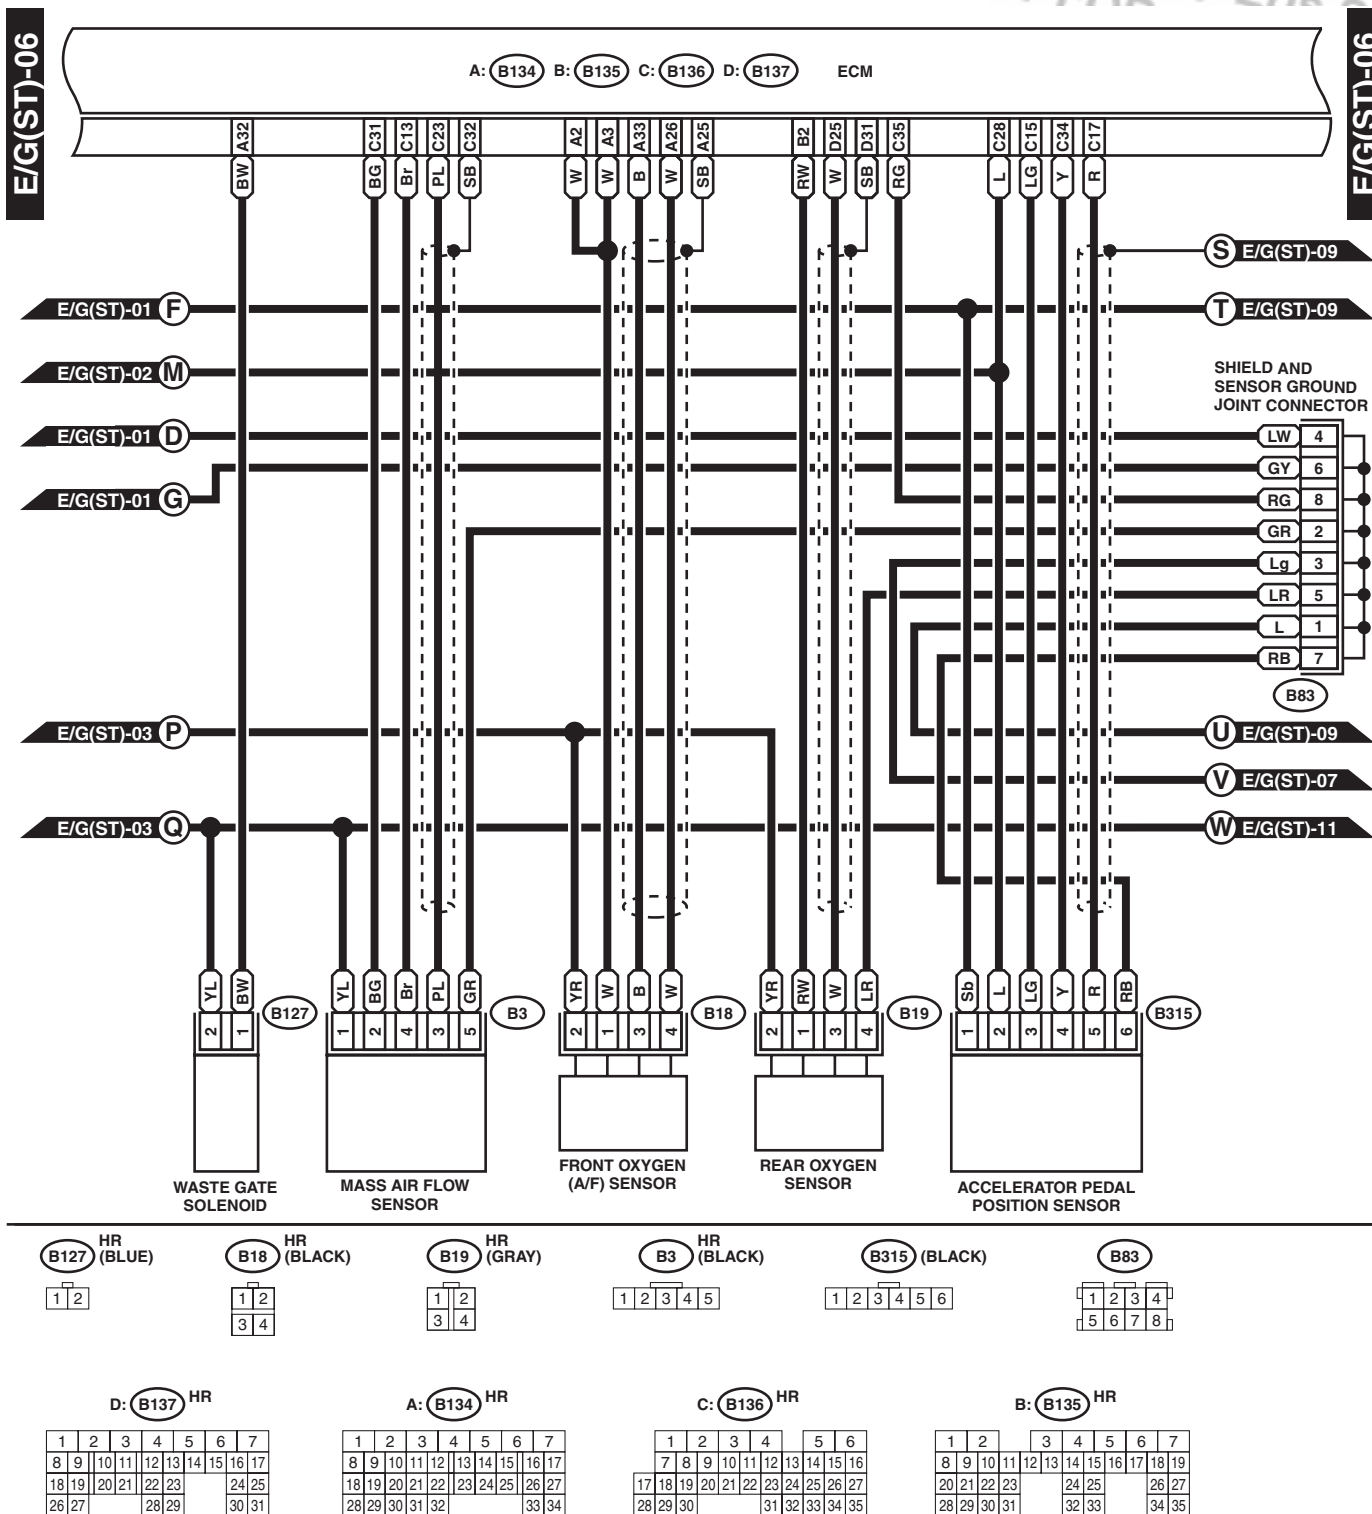 E/G(ST)-06
E/G(ST)-06
A: B134 B: B135 C: B136 D: B137 ECM
A32 C31 C13 C23 C32 A2 A3 A33 A26 A25 B2 D25 D31 C35 C28 C15 C34 C17
BW BG Br PL SB W W B W SB RW W SB RG L LG Y R
S E/G(ST)-09
E/G(ST)-01 F
T E/G(ST)-09
E/G(ST)-02 M
SHIELD AND
SENSOR GROUND
JOINT CONNECTOR
E/G(ST)-01 D
LW 4
GY 6
E/G(ST)-01 G
RG 8
GR 2
Lg 3
LR 5
L 1
RB 7
B83
E/G(ST)-03 P
U E/G(ST)-09
V E/G(ST)-07
E/G(ST)-03 Q
W E/G(ST)-11
YL BW YL BG Br PL GR YR W B W YR RW W LR Sb L LG Y R RB
B127 B3 B18 B19 B315
2 1 1 2 4 3 5 2 1 3 4 2 1 3 4 1 2 3 4 5 6
WASTE GATE
SOLENOID
MASS AIR FLOW
SENSOR
FRONT OXYGEN
(A/F) SENSOR
REAR OXYGEN
SENSOR
ACCELERATOR PEDAL
POSITION SENSOR
B127 HR
(BLUE)
B18 HR
(BLACK)
B19 HR
(GRAY)
B3 HR
(BLACK)
B315 (BLACK)
B83
1 2
1 2
3 4
1 2
3 4
1 2 3 4 5
1 2 3 4 5 6
1 2 3 4
5 6 7 8
D: B137 HR
1 2 3 4 5 6 7
8 9 10 11 12 13 14 15 16 17
18 19 20 21 22 23 24 25
26 27 28 29 30 31
A: B134 HR
1 2 3 4 5 6 7
8 9 10 11 12 13 14 15 16 17
18 19 20 21 22 23 24 25 26 27
28 29 30 31 32 33 34
C: B136 HR
1 2 3 4 5 6
7 8 9 10 11 12 13 14 15 16
17 18 19 20 21 22 23 24 25 26 27
28 29 30 31 32 33 34 35
B: B135 HR
1 2 3 4 5 6 7
8 9 10 11 12 13 14 15 16 17 18 19
20 21 22 23 24 25 26 27
28 29 30 31 32 33 34 35